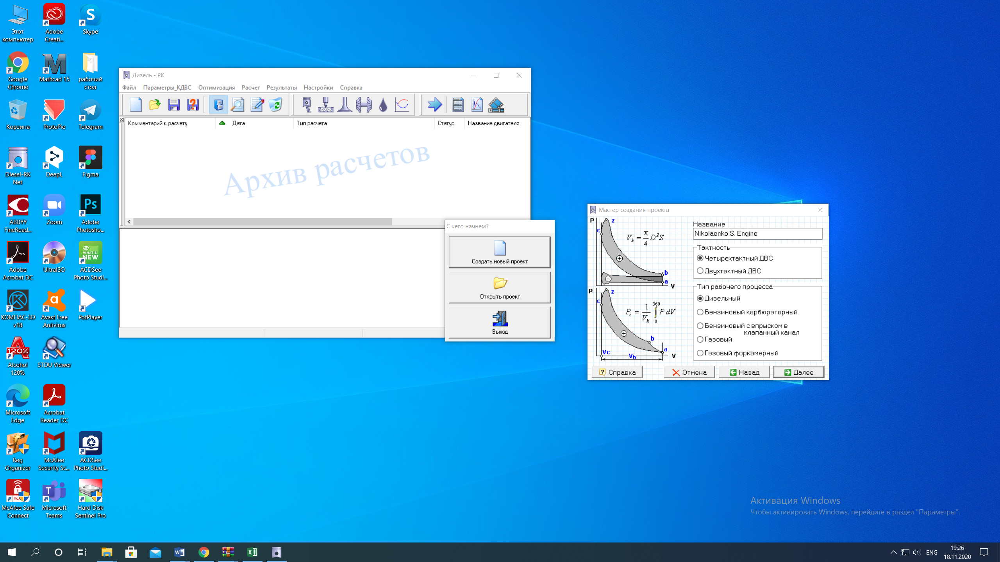 Этот
компьютер
Adobe
Creati...
Skype
Google
Chrome
Mathcad 15
рабочий
стол
Корзина
ProtoPie
Telegram
Diesel-RK
Net
DeepL
Figma
ABBYY
FineRead...
Zoom
Adobe
Photosho...
Adobe
Acrobat DC
UltraISO
WHAT'S
NEW
ACDSee
Photo Studi...
КОМПАС-3D
v18
Avast Free
Antivirus
PotPlayer
120%
Alcohol
120%
STDU Viewer
Microsoft
Edge
Acrobat
Reader DC
Reg
Organizer
McAfee
Security Sc...
ACDSee
Photo Studi...
McAfee Safe
Connect
Microsoft
Teams
Hard Disk
Sentinel Pro
Дизель - РК
Файл Параметры_КДВС Оптимизация Расчет Результаты Настройки Справка
Комментарий к расчету Дата Тип расчета Статус Название двигателя
Архив расчетов
С чего начнем?
Создать новый проект
Открыть проект
Выход
Мастер создания проекта
P z
c
V_h = π/4 D²S
b
a
V
P z
c
P_i = 1/V_h ∫ P dV
360
0
b
a
Vc
Vh
V
Название
Nikolaenko S. Engine
Тактность
Четырехтактный ДВС
Двухтактный ДВС
Тип рабочего процесса
Дизельный
Бензиновый карбюраторный
Бензиновый с впрыском в
клапанный канал
Газовый
Газовый форкамерный
Справка Отмена Назад Далее
Активация Windows
Чтобы активировать Windows, перейдите в раздел "Параметры".
ENG
19:26
18.11.2020